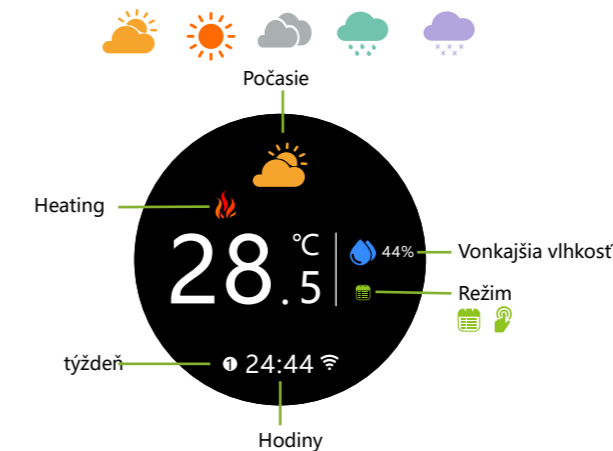 Počasie
Heating
28.5 °C
44%
Vonkajšia vlhkosť
Režim
týždeň
1 24:44
Hodiny